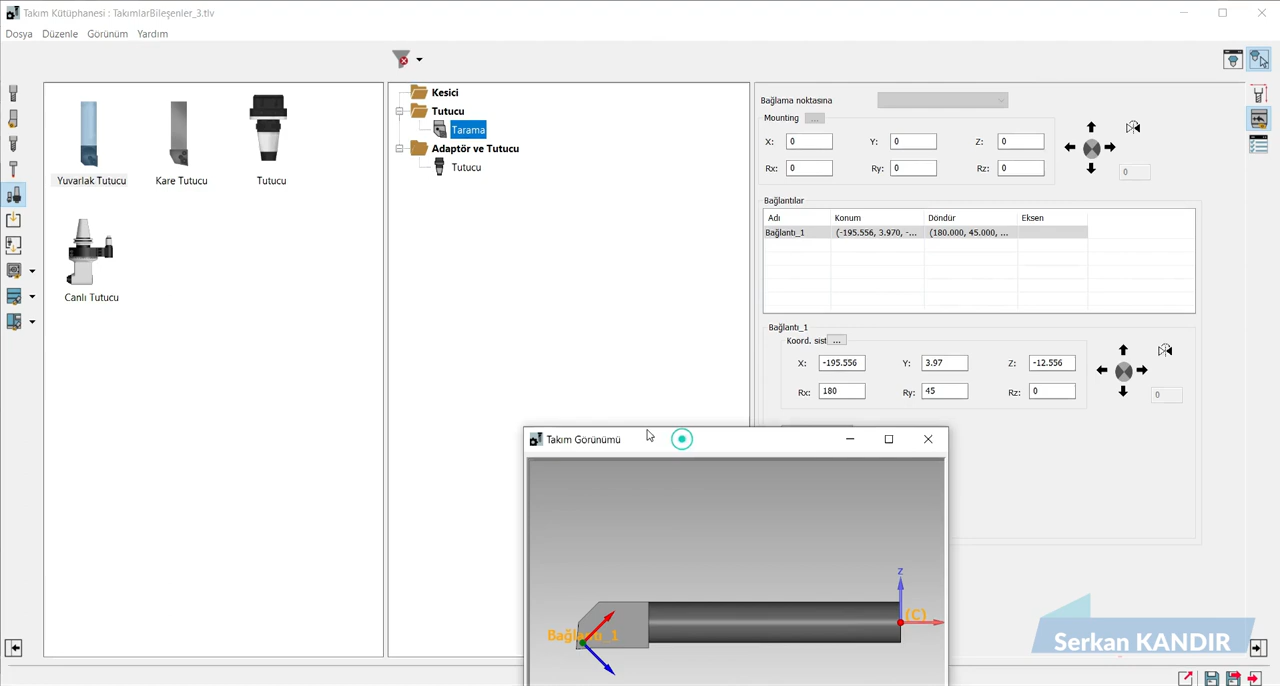 Takım Kütüphanesi : TakımlarBileşenler_3.tlv
Dosya Düzenle Görünüm Yardım
Yuvarlak Tutucu
Kare Tutucu
Tutucu
Canlı Tutucu
Kesici
Tutucu
Tarama
Adaptör ve Tutucu
Tutucu
Bağlama noktasına
Mounting ...
X: 0 Y: 0 Z: 0
Rx: 0 Ry: 0 Rz: 0
0
Bağlantılar
Adı Konum Döndür Eksen
Bağlantı_1 (-195.556, 3.970, -... (180.000, 45.000, ...
Bağlantı_1
Koord. sist ...
X: -195.556 Y: 3.97 Z: -12.556
Rx: 180 Ry: 45 Rz: 0
0
Takım Görünümü
Z
(C)
Bağlantı_1
Serkan KANDIR